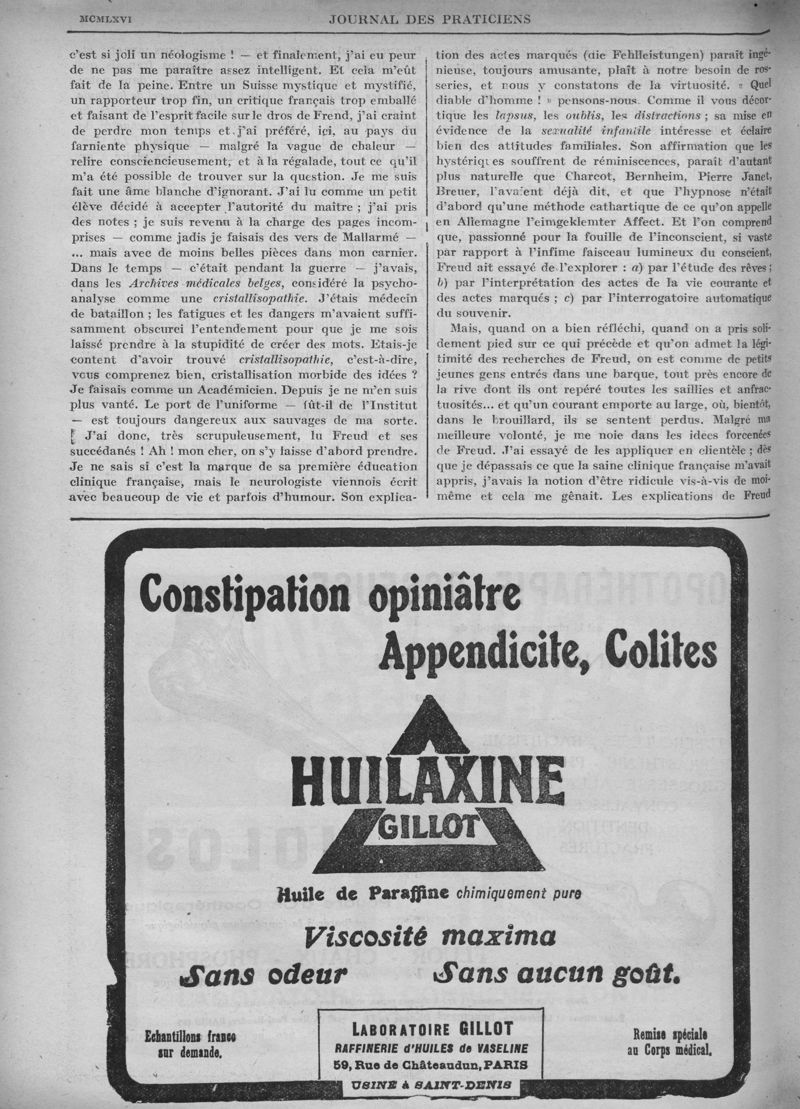 MCMLXVI
JOURNAL DES PRATICIENS
c'est si joli un néologisme ! — et finalement, j'ai eu peur
de ne pas me paraître assez intelligent. Et cela m'eût
fait de la peine. Entre un Suisse mystique et mystifié,
un rapporteur trop fin, un critique français trop emballé
et faisant de l'esprit facile sur le dros de Frend, j'ai craint
de perdre mon temps et j'ai préféré, ici, au pays du
farniente physique — malgré la vague de chaleur —
relire consciencieusement, et à la régalade, tout ce qu'il
m'a été possible de trouver sur la question. Je me suis
fait une âme blanche d'ignorant. J'ai lu comme un petit
élève décidé à accepter l'autorité du maître ; j'ai pris
des notes ; je suis revenu à la charge des pages incom-
prises — comme jadis je faisais des vers de Mallarmé —
... mais avec de moins belles pièces dans mon carnier.
Dans le temps — c'était pendant la guerre — j'avais,
dans les Archives médicales belges, considéré la psycho-
analyse comme une cristallisopathie. J'étais médecin
de bataillon ; les fatigues et les dangers m'avaient suffi-
samment obscurci l'entendement pour que je me sois
laissé prendre à la stupidité de créer des mots. Etais-je
content d'avoir trouvé cristallisopathie, c'est-à-dire,
vous comprenez bien, cristallisation morbide des idées ?
Je faisais comme un Académicien. Depuis je ne m'en suis
plus vanté. Le port de l'uniforme — fût-il de l'Institut
— est toujours dangereux aux sauvages de ma sorte.
J'ai donc, très scrupuleusement, lu Freud et ses
succédanés ! Ah ! mon cher, on s'y laisse d'abord prendre.
Je ne sais si c'est la marque de sa première éducation
clinique française, mais le neurologiste viennois écrit
avec beaucoup de vie et parfois d'humour. Son explica-
tion des actes marqués (die Fehlleistungen) paraît ingé-
nieuse, toujours amusante, plaît à notre besoin de ros-
series, et nous y constatons de la virtuosité. « Quel
diable d'homme ! » pensons-nous. Comme il vous décor-
tique les lapsus, les oublis, les distractions ; sa mise en
évidence de la sexualité infantile intéresse et éclaire
bien des attitudes familiales. Son affirmation que les
hystériques souffrent de réminiscences, paraît d'autant
plus naturelle que Charcot, Bernheim, Pierre Janet,
Breuer, l'avaient déjà dit, et que l'hypnose n'était
d'abord qu'une méthode cathartique de ce qu'on appelle
en Allemagne l'eimgeklemter Affect. Et l'on comprend
que, passionné pour la fouille de l'inconscient, si vaste
par rapport à l'infime faisceau lumineux du conscient,
Freud ait essayé de l'explorer : a) par l'étude des rêves ;
b) par l'interprétation des actes de la vie courante et
des actes marqués ; c) par l'interrogatoire automatique
du souvenir.
Mais, quand on a bien réfléchi, quand on a pris soli-
dement pied sur ce qui précède et qu'on admet la légi-
timité des recherches de Freud, on est comme de petits
jeunes gens entrés dans une barque, tout près encore de
la rive dont ils ont repéré toutes les saillies et anfrac-
tuosités... et qu'un courant emporte au large, où, bientôt,
dans le brouillard, ils se sentent perdus. Malgré ma
meilleure volonté, je me noie dans les idées forcenées
de Freud. J'ai essayé de les appliquer en clientèle ; dès
que je dépassais ce que la saine clinique française m'avait
appris, j'avais la notion d'être ridicule vis-à-vis de moi-
même et cela me gênait. Les explications de Freud
Constipation opiniâtre
Appendicite, Colites
HUILAXINE
GILLOT
Huile de Paraffine chimiquement pure
Viscosité maxima
Sans odeur Sans aucun goût.
Echantillons franco
sur demande.
LABORATOIRE GILLOT
RAFFINERIE d'HUILES de VASELINE
59, Rue de Châteaudun, PARIS
USINE à SAINT-DENIS
Remise spéciale
au Corps médical.